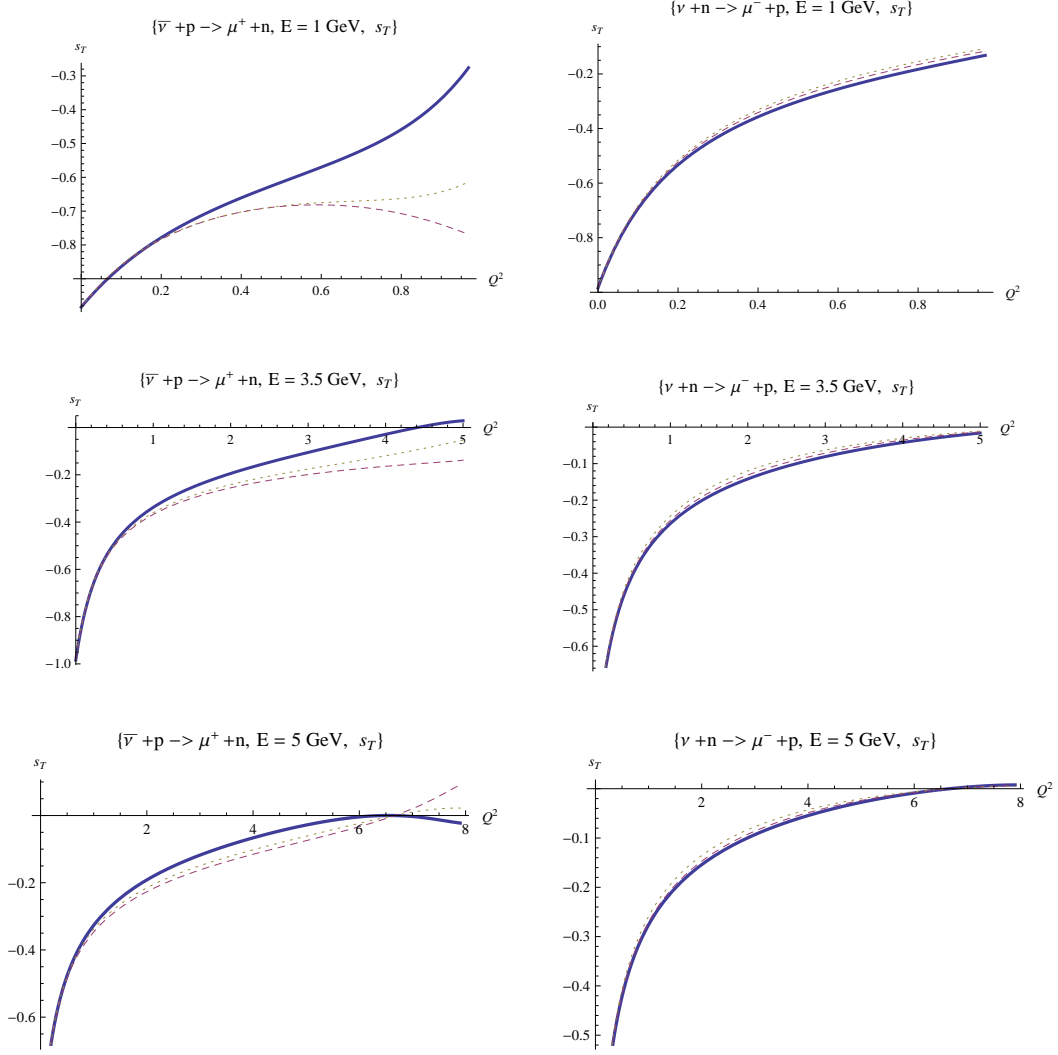 {ν̅ +p −> μ⁺ +n, E = 1 GeV, s_T}
s_T
−0.3
−0.4
−0.5
−0.6
−0.7
−0.8
0.2 0.4 0.6 0.8 Q²
{ν +n −> μ⁻ +p, E = 1 GeV, s_T}
s_T
−0.2
−0.4
−0.6
−0.8
0.0 0.2 0.4 0.6 0.8 Q²
{ν̅ +p −> μ⁺ +n, E = 3.5 GeV, s_T}
s_T
1 2 3 4 5 Q²
−0.2
−0.4
−0.6
−0.8
−1.0
{ν +n −> μ⁻ +p, E = 3.5 GeV, s_T}
s_T
1 2 3 4 5 Q²
−0.1
−0.2
−0.3
−0.4
−0.5
−0.6
{ν̅ +p −> μ⁺ +n, E = 5 GeV, s_T}
s_T
2 4 6 8 Q²
−0.2
−0.4
−0.6
{ν +n −> μ⁻ +p, E = 5 GeV, s_T}
s_T
2 4 6 8 Q²
−0.1
−0.2
−0.3
−0.4
−0.5